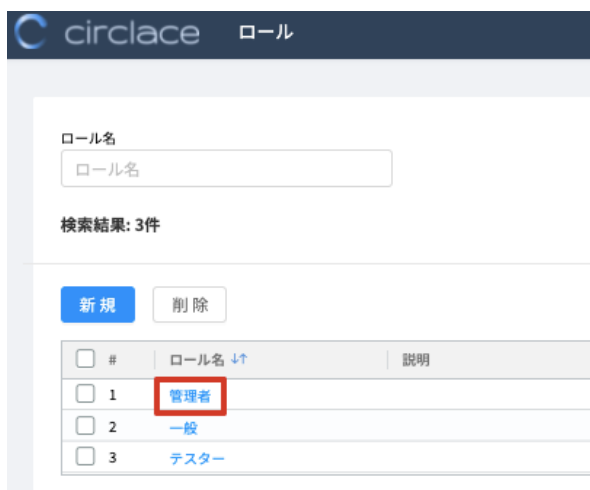 circlace ロール
ロール名
ロール名
検索結果: 3件
新規 削除
# ロール名 ↓↑ 説明
1 管理者
2 一般
3 テスター